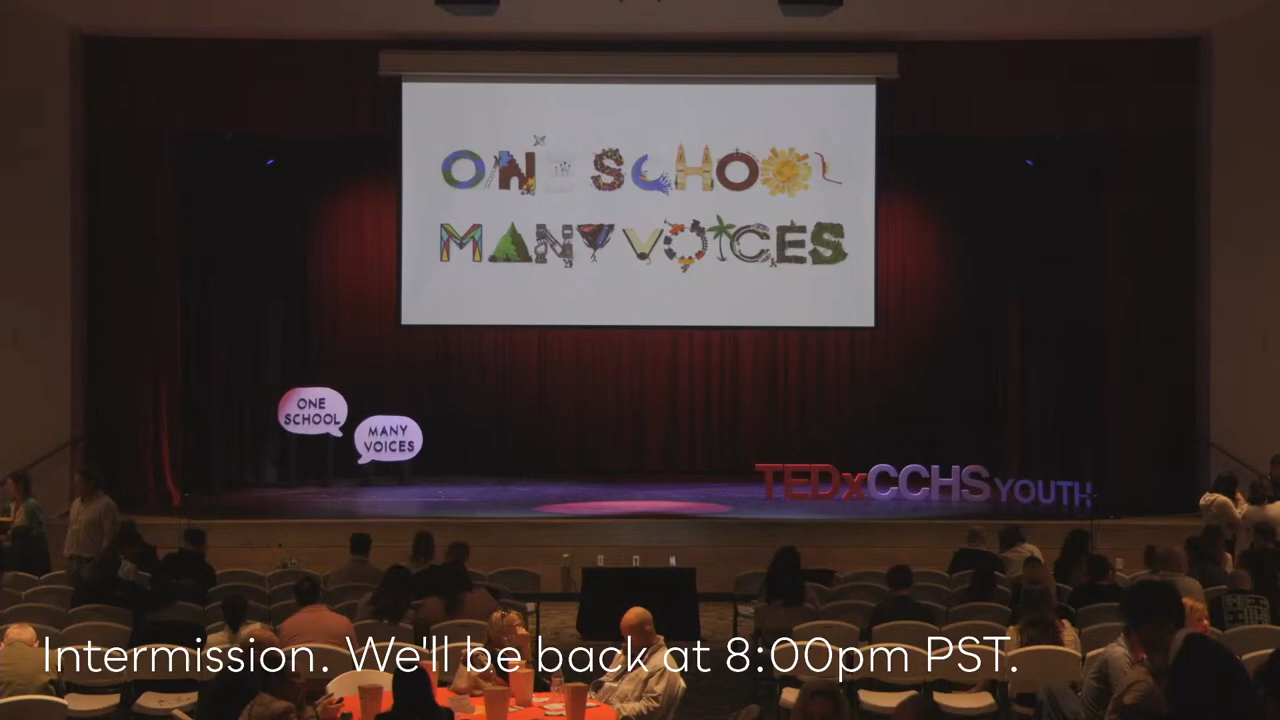 ONE SCHOOL
MANY VOICES
ONE
SCHOOL
MANY
VOICES
TEDxCCHSYOUTH
Intermission. We'll be back at 8:00pm PST.